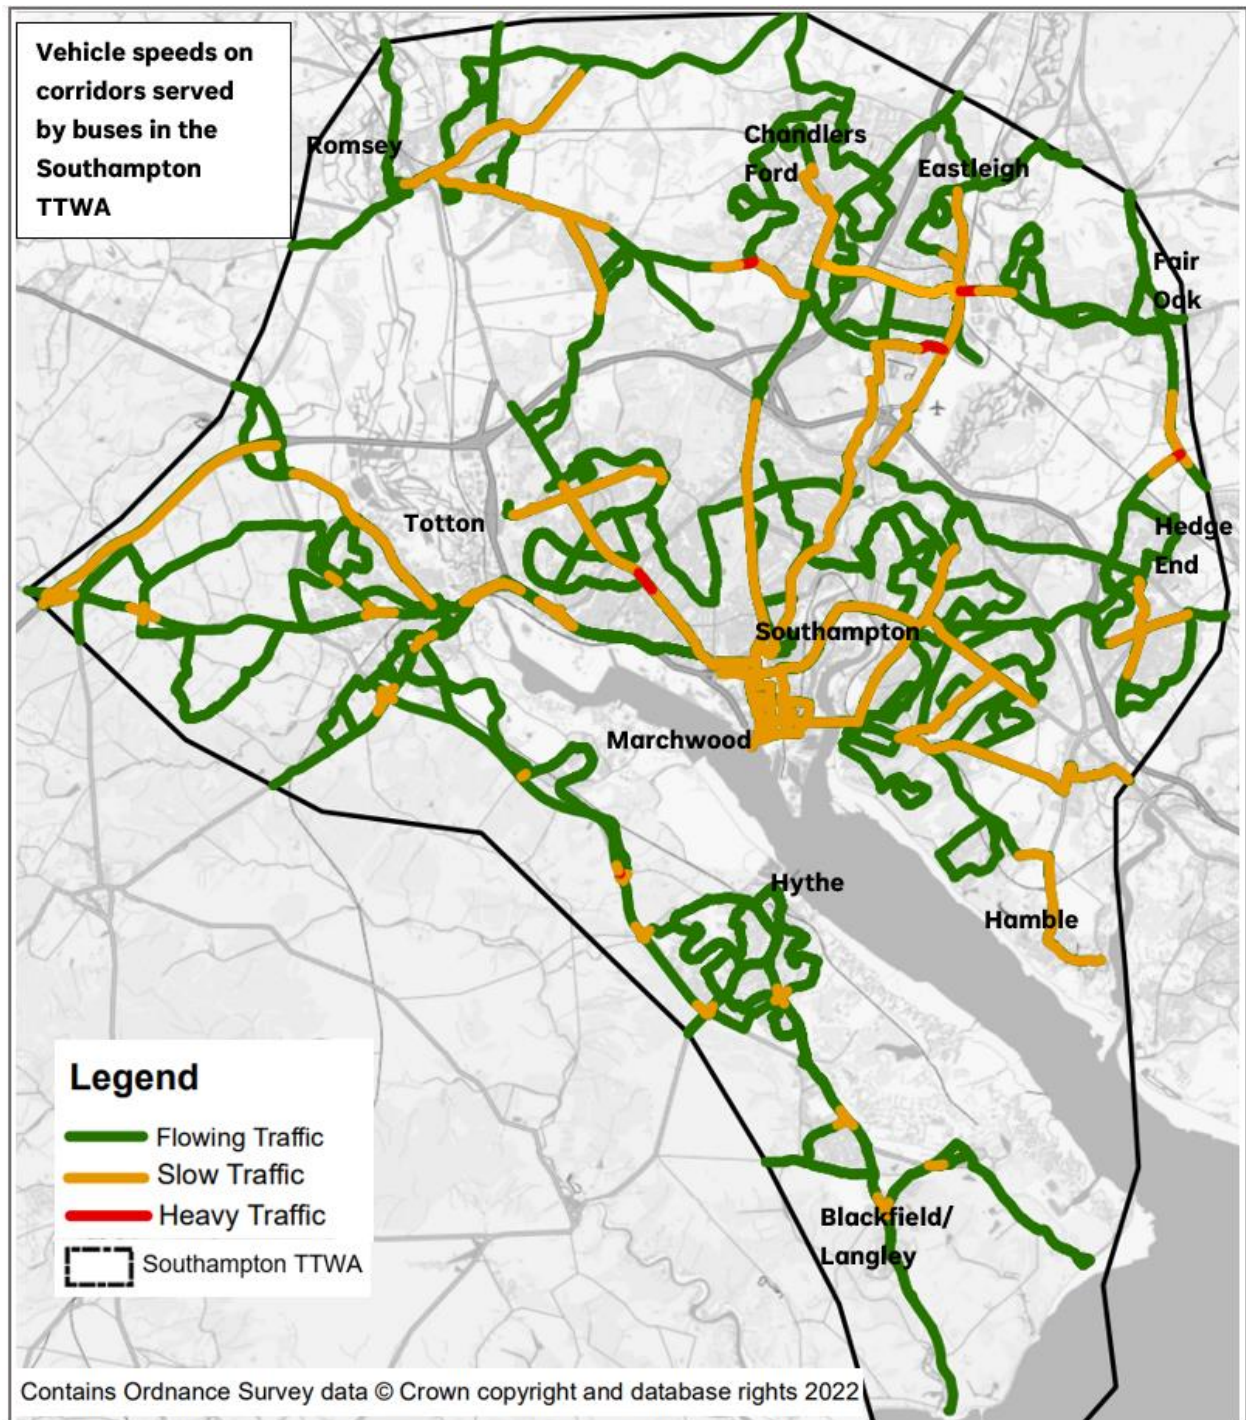 Vehicle speeds on
corridors served
by buses in the
Southampton
TTWA
Romsey
Chandlers
Ford
Eastleigh
Fair
Oak
Totton
Hedge
End
Southampton
Marchwood
Hythe
Hamble
Blackfield/
Langley
Legend
Flowing Traffic
Slow Traffic
Heavy Traffic
Southampton TTWA
Contains Ordnance Survey data © Crown copyright and database rights 2022